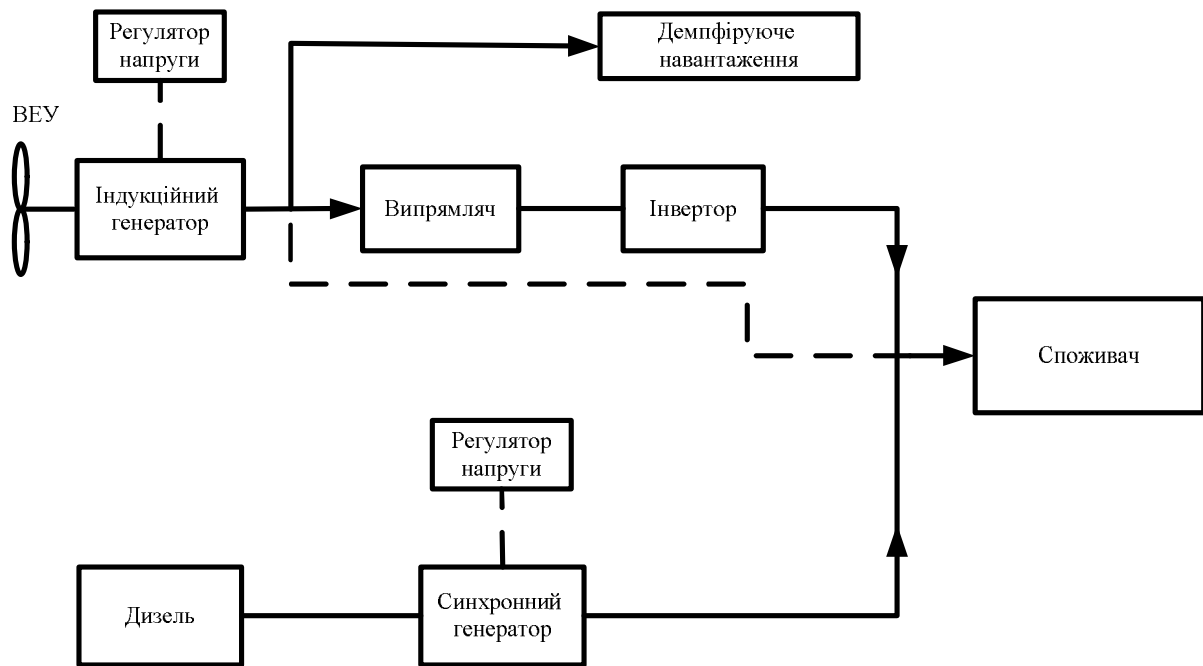 Регулятор
напруги
Демпфіруюче
навантаження
ВЕУ
Індукційний
генератор
Випрямляч
Інвертор
Споживач
Регулятор
напруги
Дизель
Синхронний
генератор